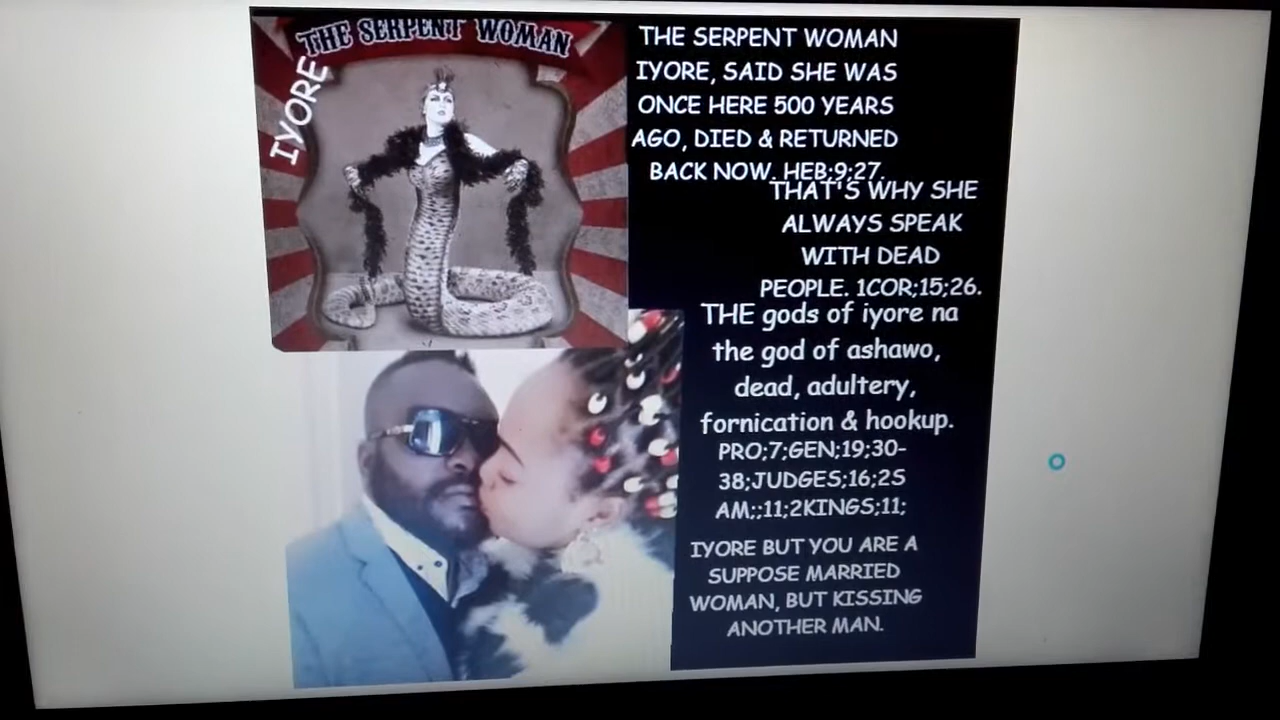 THE SERPENT WOMAN
IYORE
THE SERPENT WOMAN
IYORE, SAID SHE WAS
ONCE HERE 500 YEARS
AGO, DIED & RETURNED
BACK NOW. HEB;9;27.
THAT'S WHY SHE
ALWAYS SPEAK
WITH DEAD
PEOPLE. 1COR;15;26.
THE gods of iyore na
the god of ashawo,
dead, adultery,
fornication & hookup.
PRO;7;GEN;19;30-
38;JUDGES;16;2S
AM;;11;2KINGS;11;
IYORE BUT YOU ARE A
SUPPOSE MARRIED
WOMAN, BUT KISSING
ANOTHER MAN.